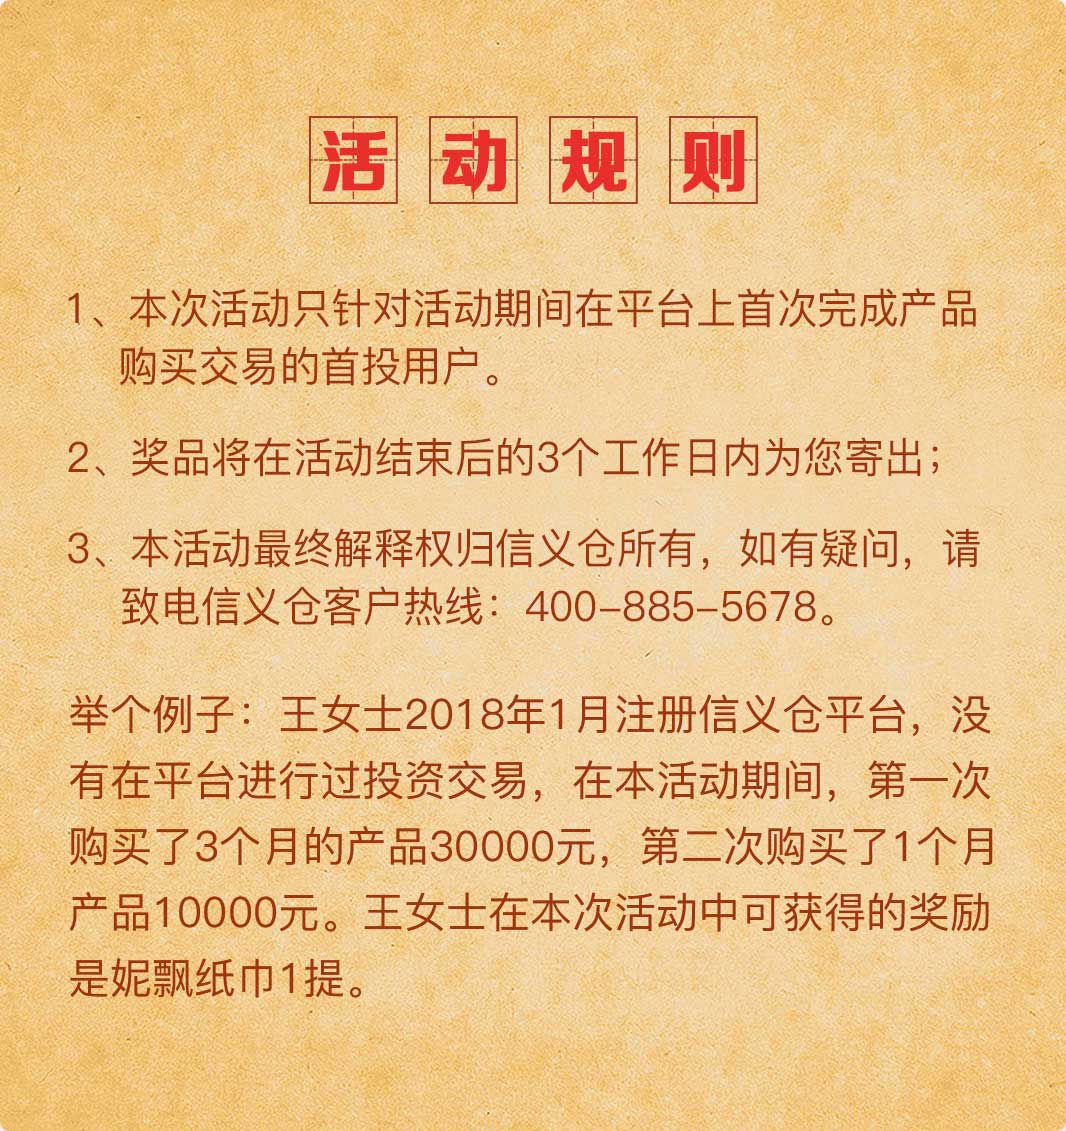 活动规则
1、本次活动只针对活动期间在平台上首次完成产品
购买交易的首投用户。
2、奖品将在活动结束后的3个工作日内为您寄出；
3、本活动最终解释权归信义仓所有，如有疑问，请
致电信义仓客户热线：400-885-5678。
举个例子：王女士2018年1月注册信义仓平台，没
有在平台进行过投资交易，在本活动期间，第一次
购买了3个月的产品30000元，第二次购买了1个月
产品10000元。王女士在本次活动中可获得的奖励
是妮飘纸巾1提。